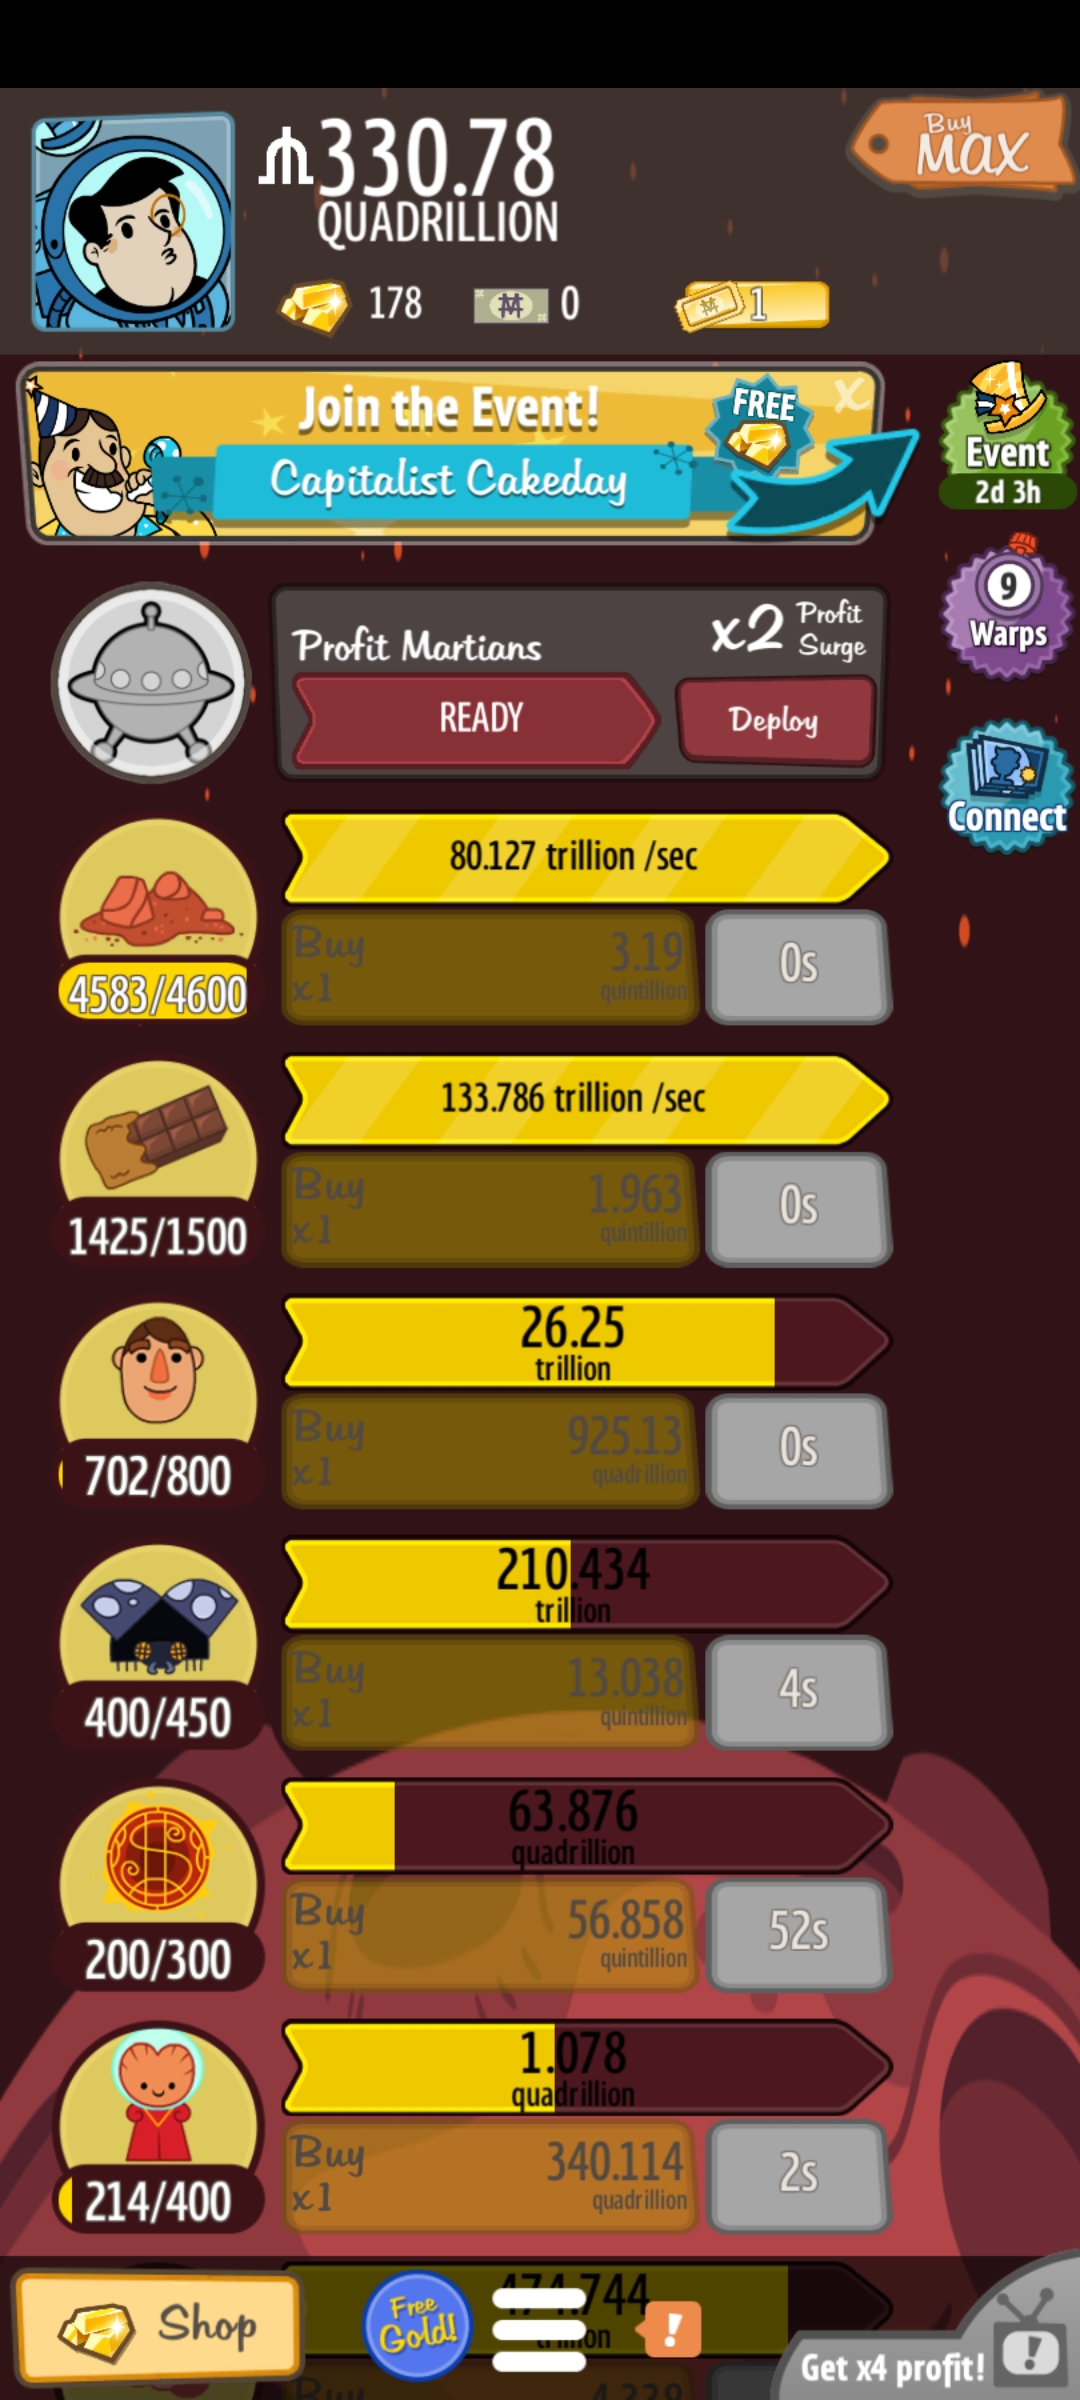 330.78
QUADRILLION
Buy
MAX
178
0
1
Join the Event!
Capitalist Cakeday
FREE
x
Event
2d 3h
9
Warps
Connect
Profit Martians
x2 Profit
Surge
READY
Deploy
80.127 trillion /sec
Buy
x1
3.19
quintillion
0s
4583/4600
133.786 trillion /sec
Buy
x1
1.963
quintillion
0s
1425/1500
26.25
trillion
Buy
x1
925.13
quadrillion
0s
702/800
210.434
trillion
Buy
x1
13.038
quintillion
4s
400/450
63.876
quadrillion
Buy
x1
56.858
quintillion
52s
200/300
1.078
quadrillion
Buy
x1
340.114
quadrillion
2s
214/400
Shop
Free
Gold!
474.744
!
Get x4 profit!
!
Buy